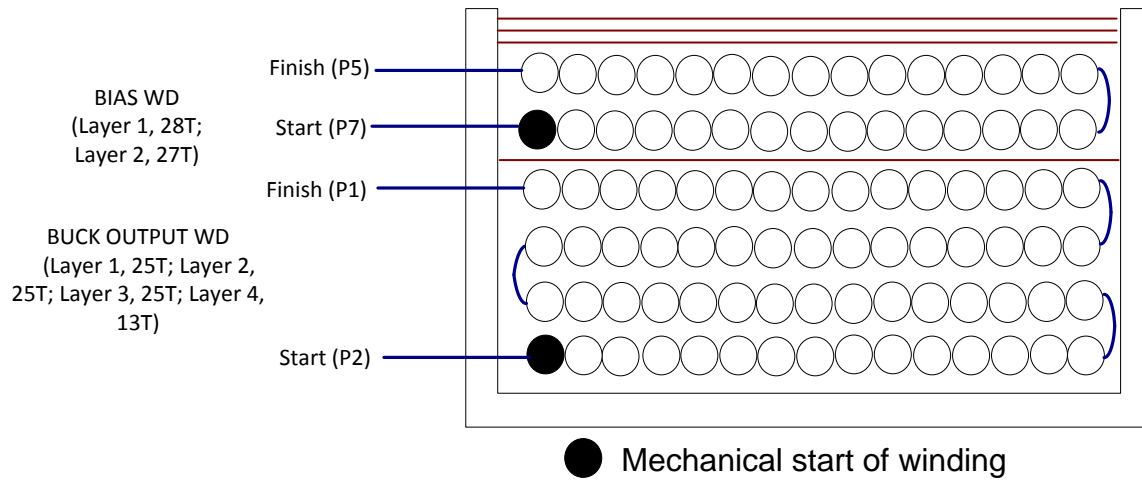 Finish (P5)
BIAS WD
(Layer 1, 28T;
Layer 2, 27T)
Start (P7)
Finish (P1)
BUCK OUTPUT WD
(Layer 1, 25T; Layer 2,
25T; Layer 3, 25T; Layer 4,
13T)
Start (P2)
Mechanical start of winding